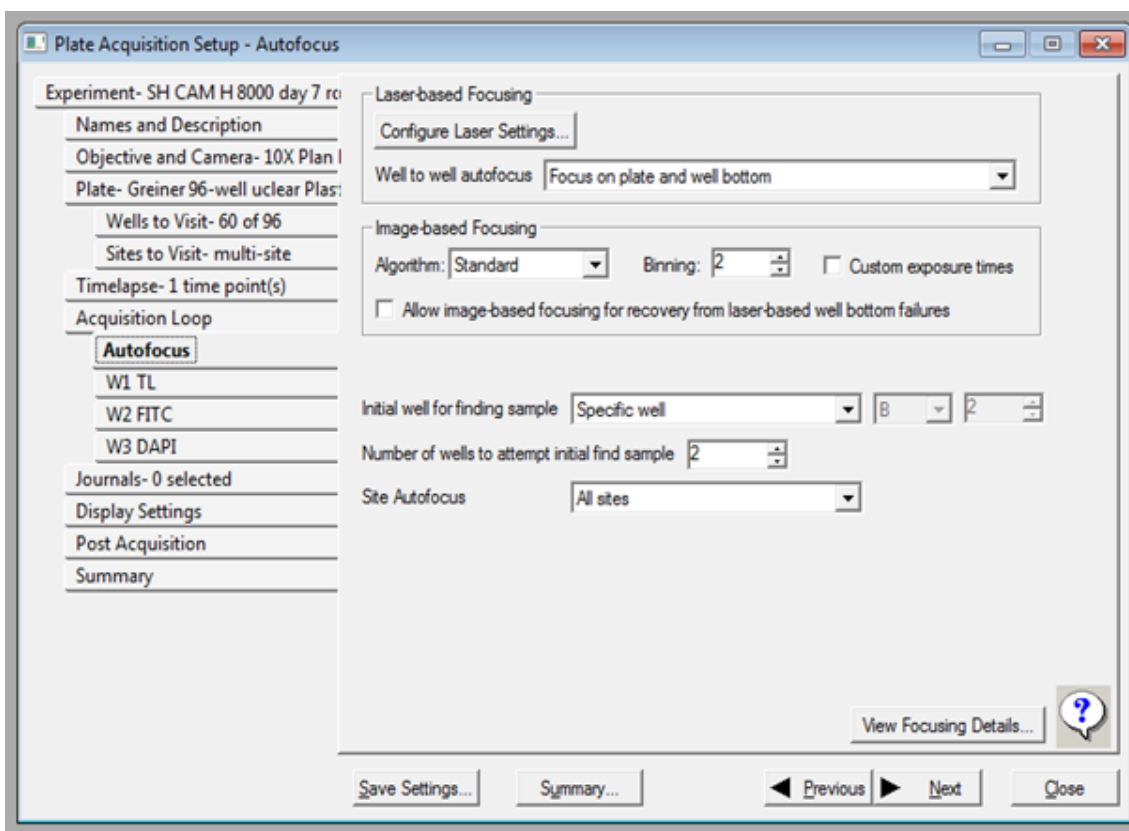 Plate Acquisition Setup - Autofocus
Experiment- SH CAM H 8000 day 7 ro
Names and Description
Objective and Camera- 10X Plan
Plate- Greiner 96-well uclear Plas
Wells to Visit- 60 of 96
Sites to Visit- multi-site
Timelapse- 1 time point(s)
Acquisition Loop
Autofocus
W1 TL
W2 FITC
W3 DAPI
Journals- 0 selected
Display Settings
Post Acquisition
Summary
Laser-based Focusing
Configure Laser Settings...
Well to well autofocus Focus on plate and well bottom
Image-based Focusing
Algorithm: Standard Binning: 2 Custom exposure times
Allow image-based focusing for recovery from laser-based well bottom failures
Initial well for finding sample Specific well B 2
Number of wells to attempt initial find sample 2
Site Autofocus All sites
View Focusing Details... ?
Save Settings... Summary... Previous Next Close